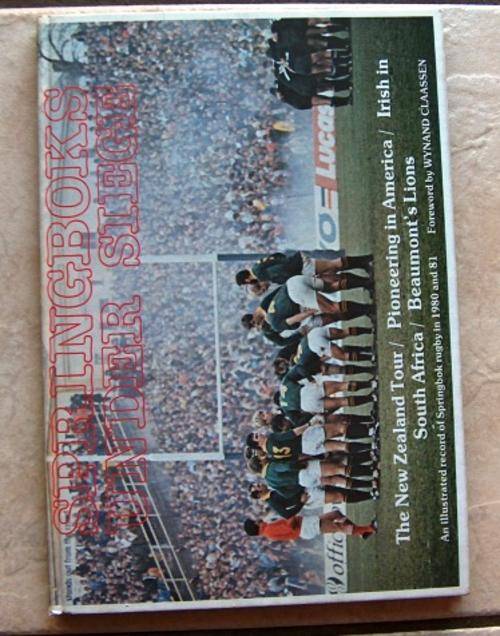 SPRINGBOKS
UNDER SIEGE
LUCAS
The New Zealand Tour / Pioneering in America / Irish in
South Africa / Beaumont's Lions
An illustrated record of Springbok rugby in 1980 and 81 Foreword by WYNAND CLAASSEN